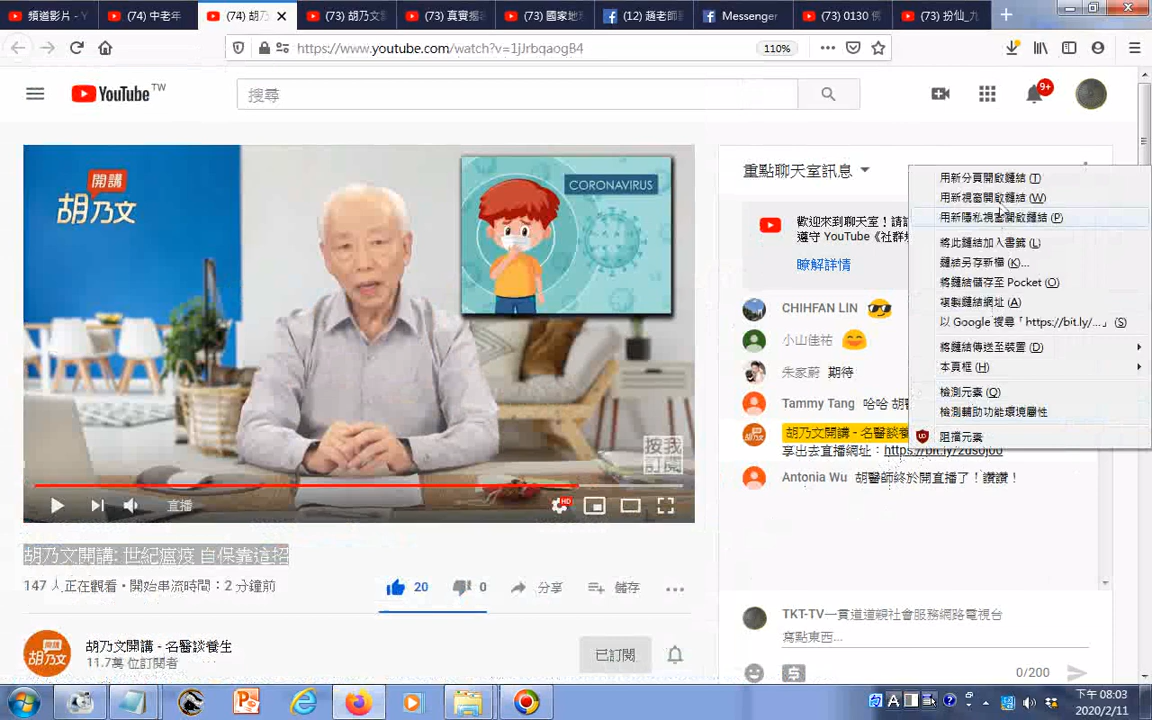 頻道影片 - Y
(74) 中老年
(74) 胡乃
(73) 胡乃文
(73) 真實搬
(73) 國家地
(12) 趙老師
Messenger
(73) 0130 佛
(73) 扮仙_九
https://www.youtube.com/watch?v=1jJrbqaogB4
110%
YouTube TW
搜尋
9+
開講
胡乃文
CORONAVIRUS
按我
訂閱
直播
HD
胡乃文開講: 世紀瘟疫 自保靠這招
147 人正在觀看 • 開始串流時間：2 分鐘前
20
0
分享
儲存
胡乃文開講 - 名醫談養生
11.7萬 位訂閱者
已訂閱
重點聊天室訊息
歡迎來到聊天室！請
遵守 YouTube《社群
瞭解詳情
CHIHFAN LIN
小山佳祐
朱家蔚 期待
Tammy Tang 哈哈 胡
胡乃文開講 - 名醫談養
享出去直播網址： https://bit.ly/2uSoJ00
Antonia Wu 胡醫師終於開直播了！讚讚！
TKT-TV一貫道道親社會服務網路電視台
寫點東西...
0/200
用新分頁開啟鏈結 (T)
用新視窗開啟鏈結 (W)
用新隱私視窗開啟鏈結 (P)
將此鏈結加入書籤 (L)
鏈結另存新檔 (K)...
將鏈結儲存至 Pocket (O)
複製鏈結網址 (A)
以 Google 搜尋「https://bit.ly/...」 (S)
將鏈結傳送至裝置 (D)
本頁框 (H)
檢測元素 (Q)
檢測輔助功能環境屬性
阻擋元素
下午 08:03
2020/2/11